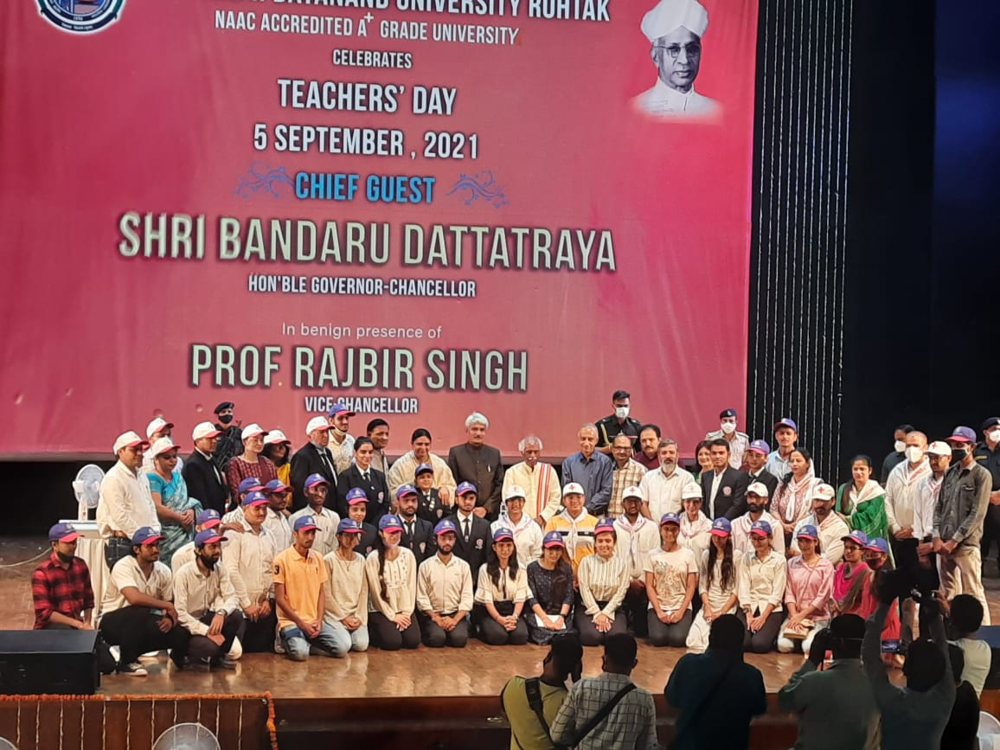 DAYANAND UNIVERSITY ROHTAK
NAAC ACCREDITED A+ GRADE UNIVERSITY
CELEBRATES
TEACHERS' DAY
5 SEPTEMBER , 2021
CHIEF GUEST
SHRI BANDARU DATTATRAYA
HON'BLE GOVERNOR-CHANCELLOR
In benign presence of
PROF RAJBIR SINGH
VICE-CHANCELLOR